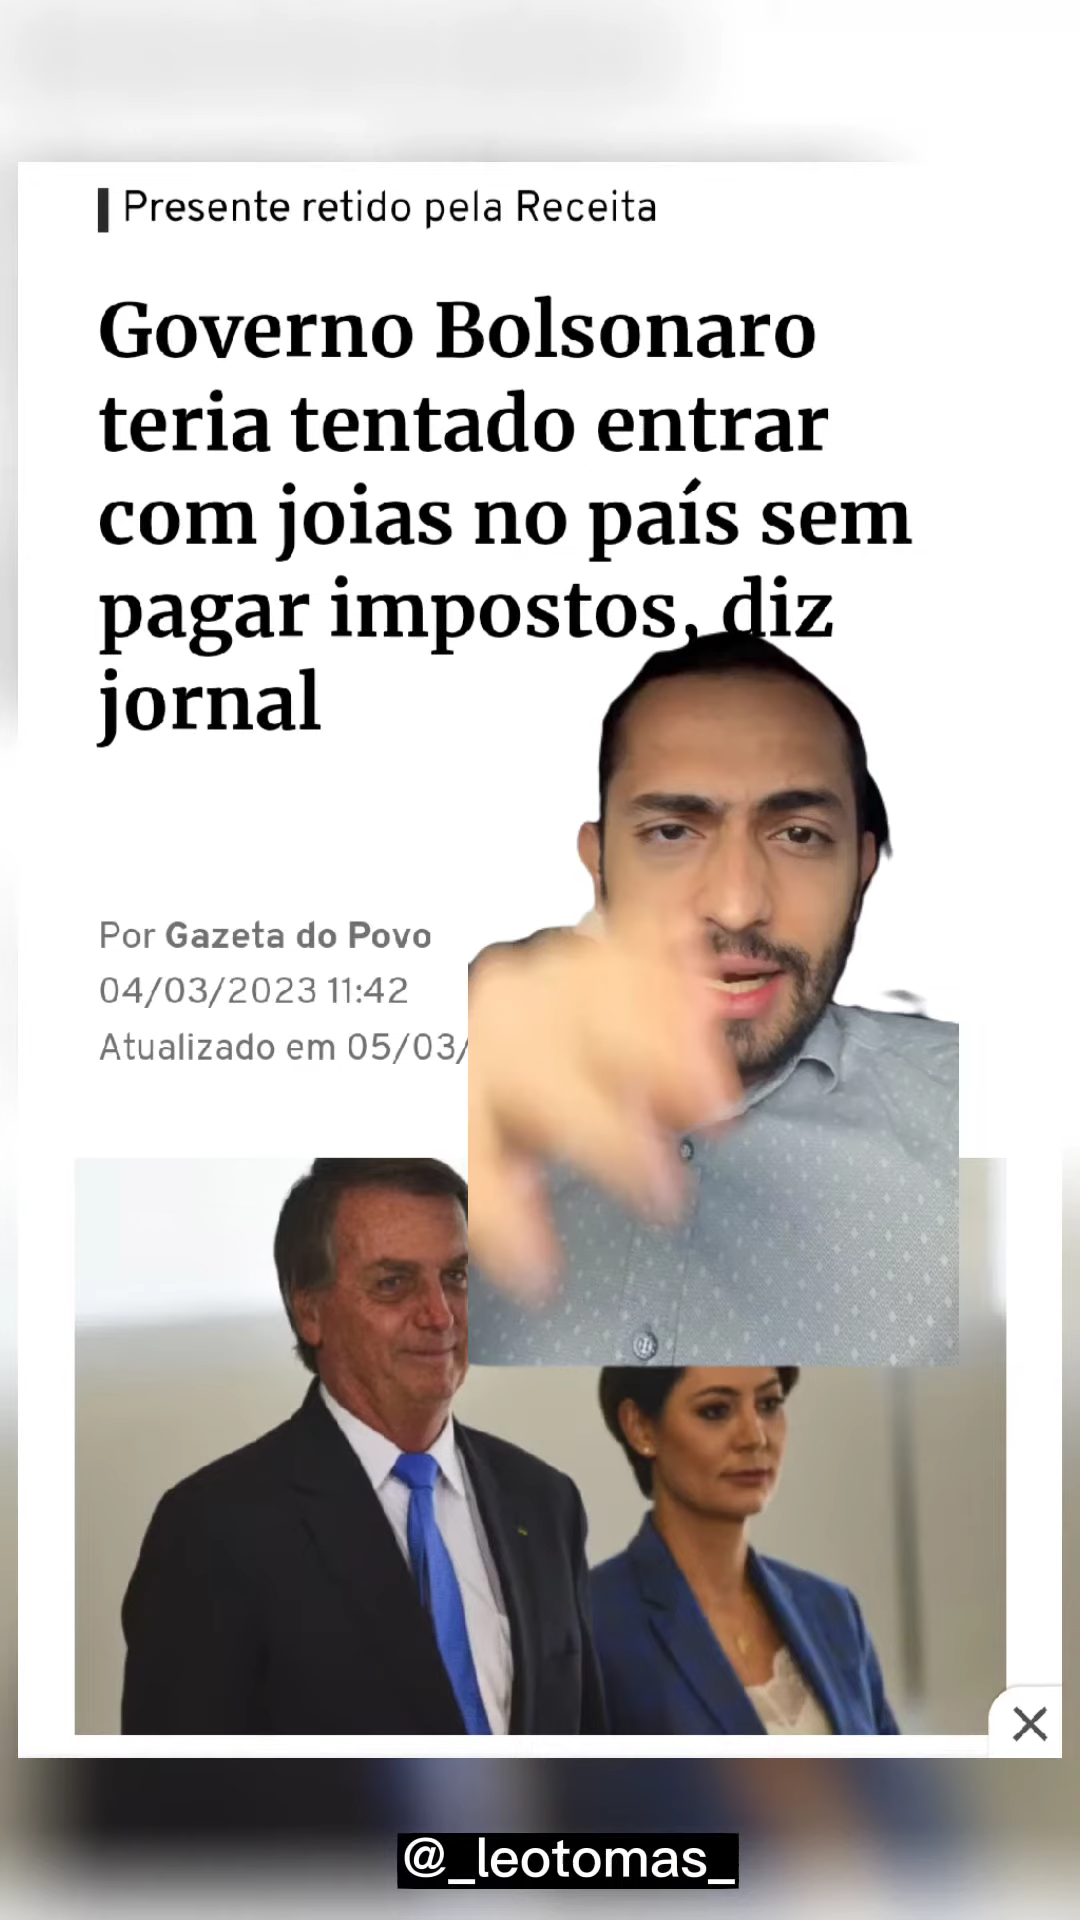 Presente retido pela Receita
Governo Bolsonaro
teria tentado entrar
com joias no país sem
pagar impostos, diz
jornal
Por Gazeta do Povo
04/03/2023 11:42
Atualizado em 05/03/
@_leotomas_